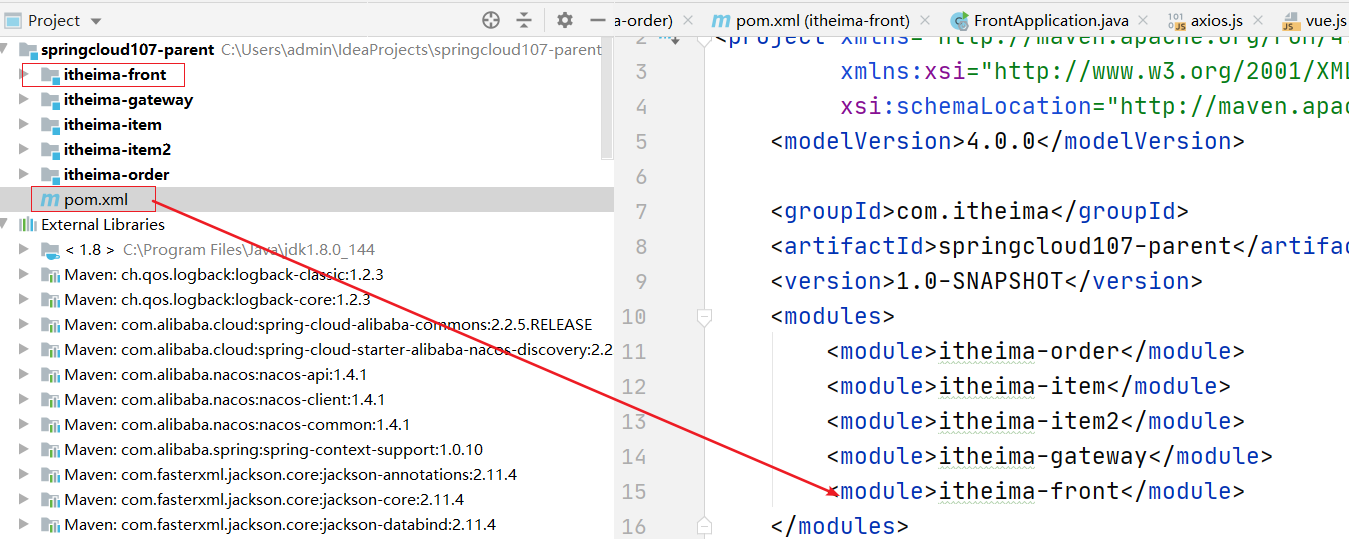 Project
springcloud107-parent C:\Users\admin\IdeaProjects\springcloud107-parent
itheima-front
itheima-gateway
itheima-item
itheima-item2
itheima-order
pom.xml
External Libraries
< 1.8 > C:\Program Files\Java\jdk1.8.0_144
Maven: ch.qos.logback:logback-classic:1.2.3
Maven: ch.qos.logback:logback-core:1.2.3
Maven: com.alibaba.cloud:spring-cloud-alibaba-commons:2.2.5.RELEASE
Maven: com.alibaba.cloud:spring-cloud-starter-alibaba-nacos-discovery:2.2
Maven: com.alibaba.nacos:nacos-api:1.4.1
Maven: com.alibaba.nacos:nacos-client:1.4.1
Maven: com.alibaba.nacos:nacos-common:1.4.1
Maven: com.alibaba.spring:spring-context-support:1.0.10
Maven: com.fasterxml.jackson.core:jackson-annotations:2.11.4
Maven: com.fasterxml.jackson.core:jackson-core:2.11.4
Maven: com.fasterxml.jackson.core:jackson-databind:2.11.4
a-order) pom.xml (itheima-front) FrontApplication.java axios.js vue.js
2 <project xmlns="http://maven.apache.org/POM/4
3 xmlns:xsi="http://www.w3.org/2001/XML
4 xsi:schemaLocation="http://maven.apac
5 <modelVersion>4.0.0</modelVersion>
6
7 <groupId>com.itheima</groupId>
8 <artifactId>springcloud107-parent</artifac
9 <version>1.0-SNAPSHOT</version>
10 <modules>
11 <module>itheima-order</module>
12 <module>itheima-item</module>
13 <module>itheima-item2</module>
14 <module>itheima-gateway</module>
15 <module>itheima-front</module>
16 </modules>